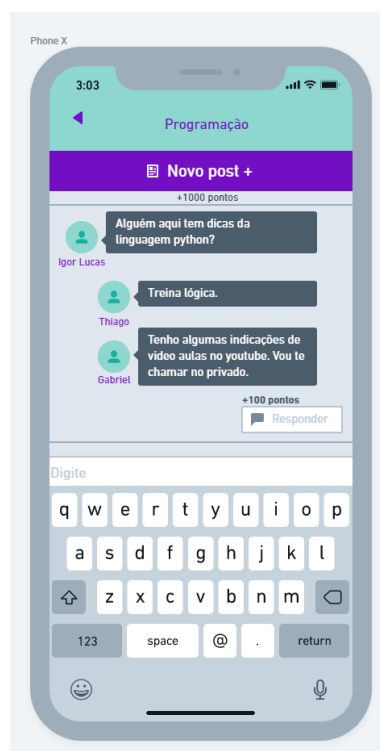 Phone X
3:03
Programação
Novo post +
+1000 pontos
Alguém aqui tem dicas da
linguagem python?
Igor Lucas
Treina lógica.
Thiago
Tenho algumas indicações de
video aulas no youtube. Vou te
chamar no privado.
Gabriel
+100 pontos
Responder
Digite
q w e r t y u i o p
a s d f g h j k l
z x c v b n m
123 space @ . return